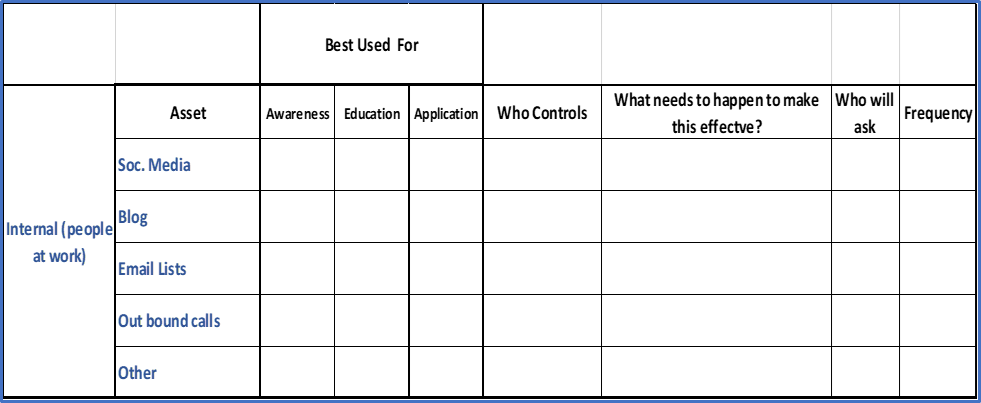 Best Used For
Asset
Awareness
Education
Application
Who Controls
What needs to happen to make
this effectve?
Who will
ask
Frequency
Internal (people
at work)
Soc. Media
Blog
Email Lists
Out bound calls
Other